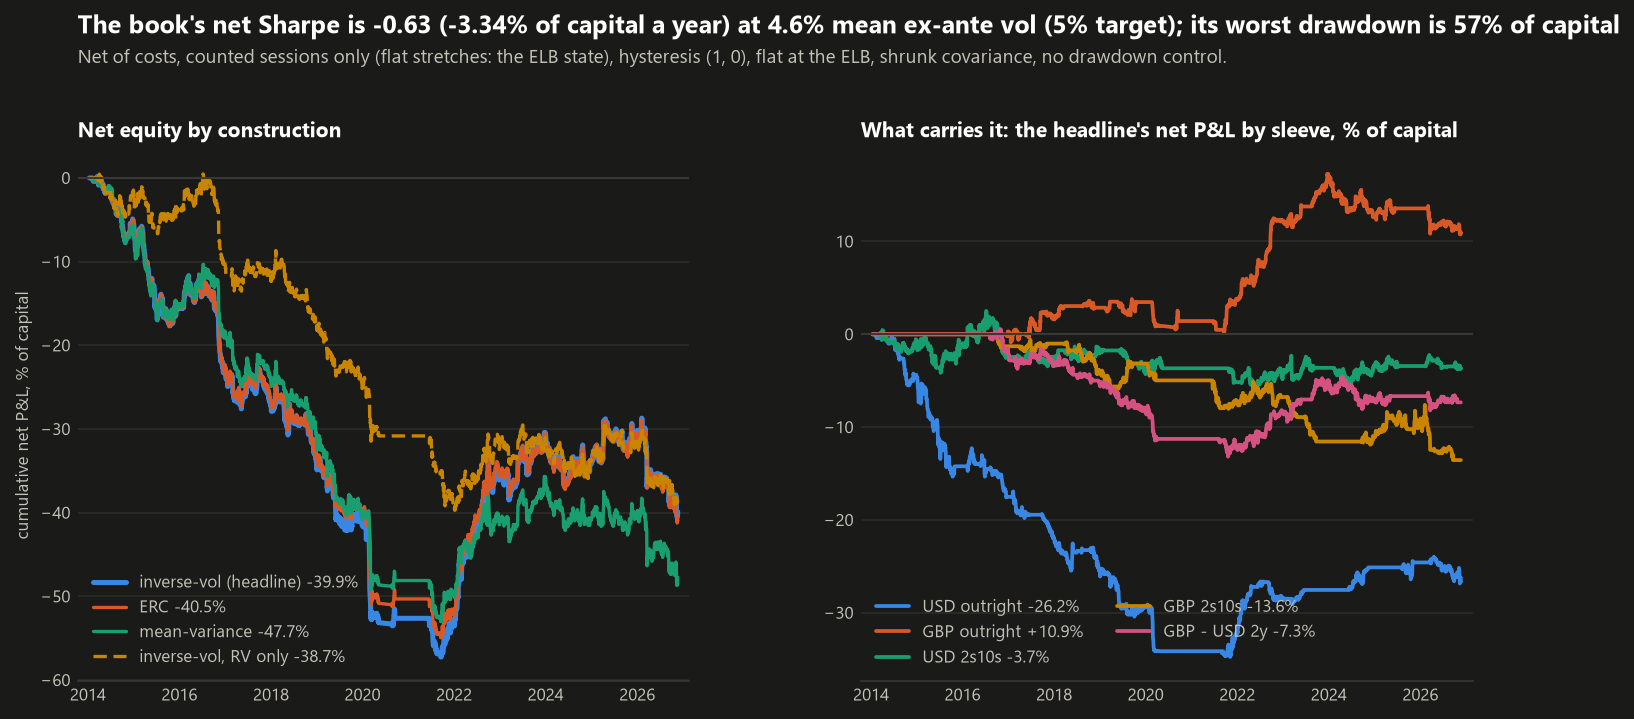 The book's net Sharpe is -0.63 (-3.34% of capital a year) at 4.6% mean ex-ante vol (5% target); its worst drawdown is 57% of capital
Net of costs, counted sessions only (flat stretches: the ELB state), hysteresis (1, 0), flat at the ELB, shrunk covariance, no drawdown control.
Net equity by construction
cumulative net P&L, % of capital
0
−10
−20
−30
−40
−50
−60
inverse-vol (headline) -39.9%
ERC -40.5%
mean-variance -47.7%
inverse-vol, RV only -38.7%
2014 2016 2018 2020 2022 2024 2026
What carries it: the headline's net P&L by sleeve, % of capital
10
0
−10
−20
−30
USD outright -26.2%
GBP outright +10.9%
USD 2s10s -3.7%
GBP 2s10s -13.6%
GBP - USD 2y -7.3%
2014 2016 2018 2020 2022 2024 2026